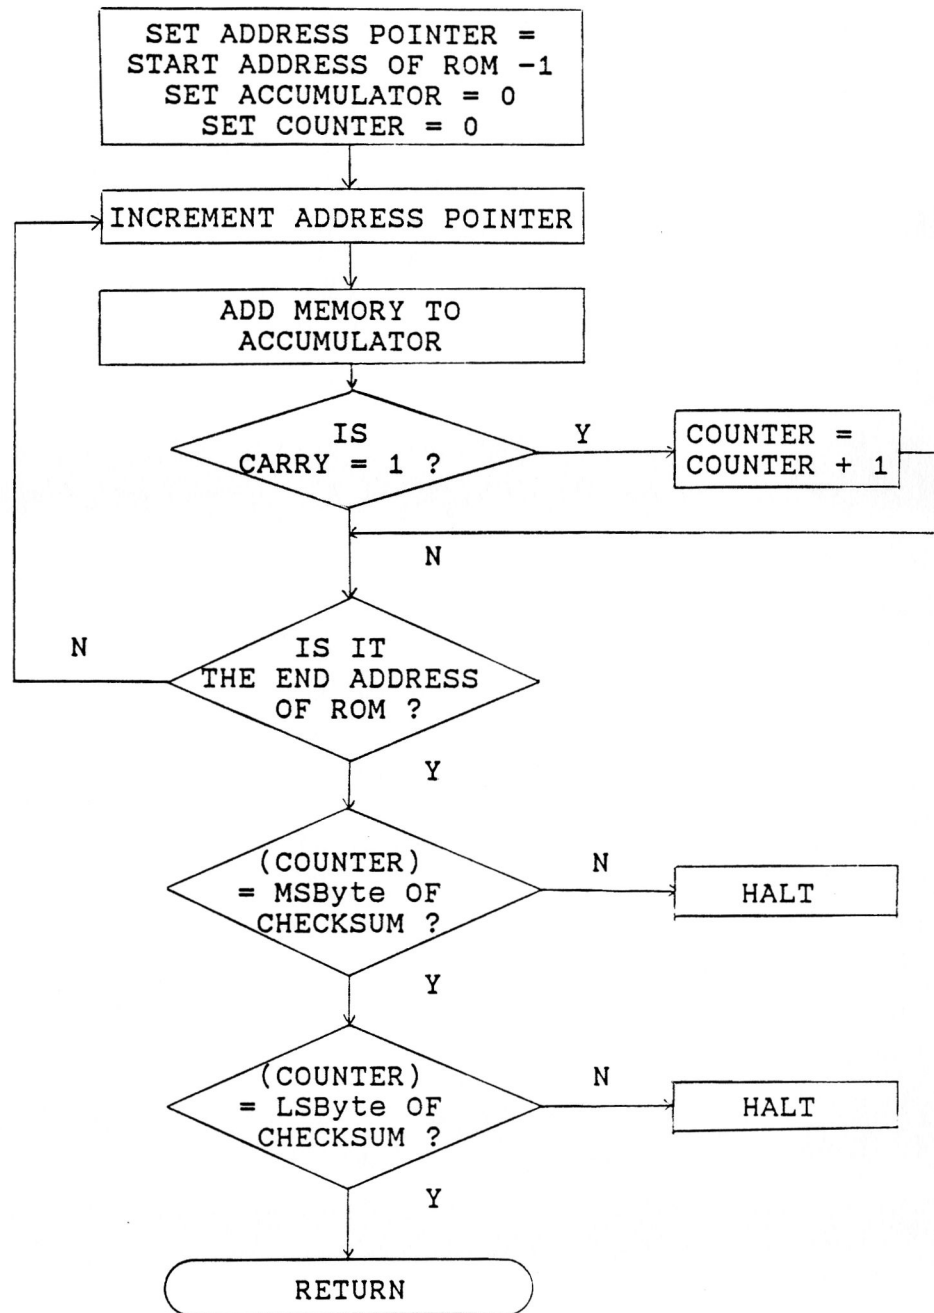 SET ADDRESS POINTER =
START ADDRESS OF ROM -1
SET ACCUMULATOR = 0
SET COUNTER = 0
INCREMENT ADDRESS POINTER
ADD MEMORY TO
ACCUMULATOR
IS
CARRY = 1 ?
Y
COUNTER =
COUNTER + 1
N
N
IS IT
THE END ADDRESS
OF ROM ?
Y
(COUNTER)
= MSByte OF
CHECKSUM ?
N
HALT
Y
(COUNTER)
= LSByte OF
CHECKSUM ?
N
HALT
Y
RETURN